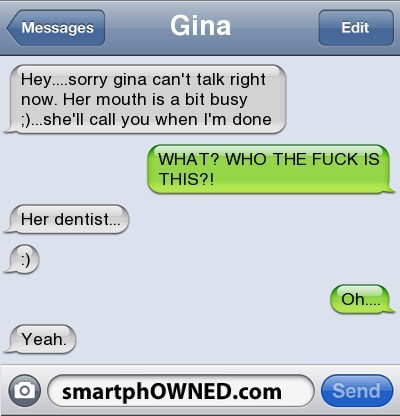 Messages
Gina
Edit
Hey....sorry gina can't talk right
now. Her mouth is a bit busy
;)...she'll call you when I'm done
WHAT? WHO THE FUCK IS
THIS?!
Her dentist...
:)
Oh....
Yeah.
smartphOWNED.com
Send